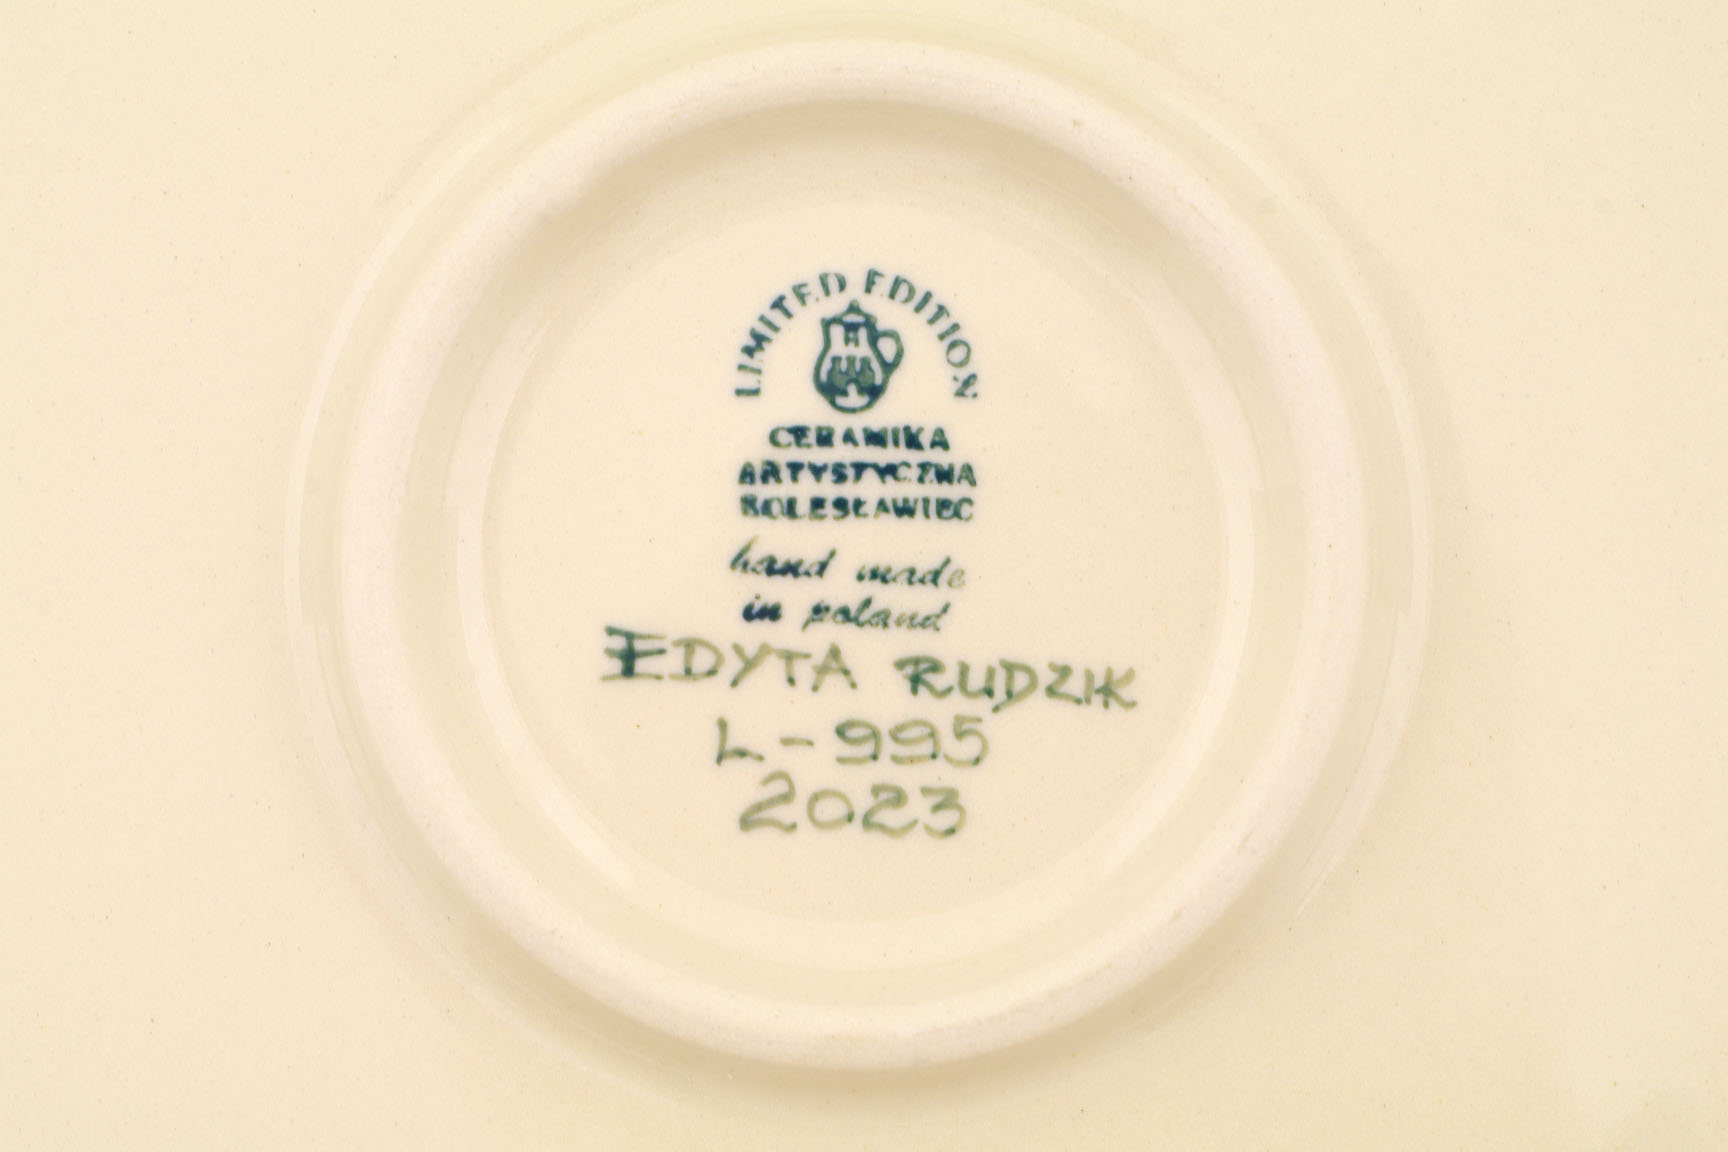 LIMITED EDITION
CERAMIKA
ARTYSTYCZNA
BOLESŁAWIEC
hand made
in poland
EDYTA RUDZIK
L-995
2023